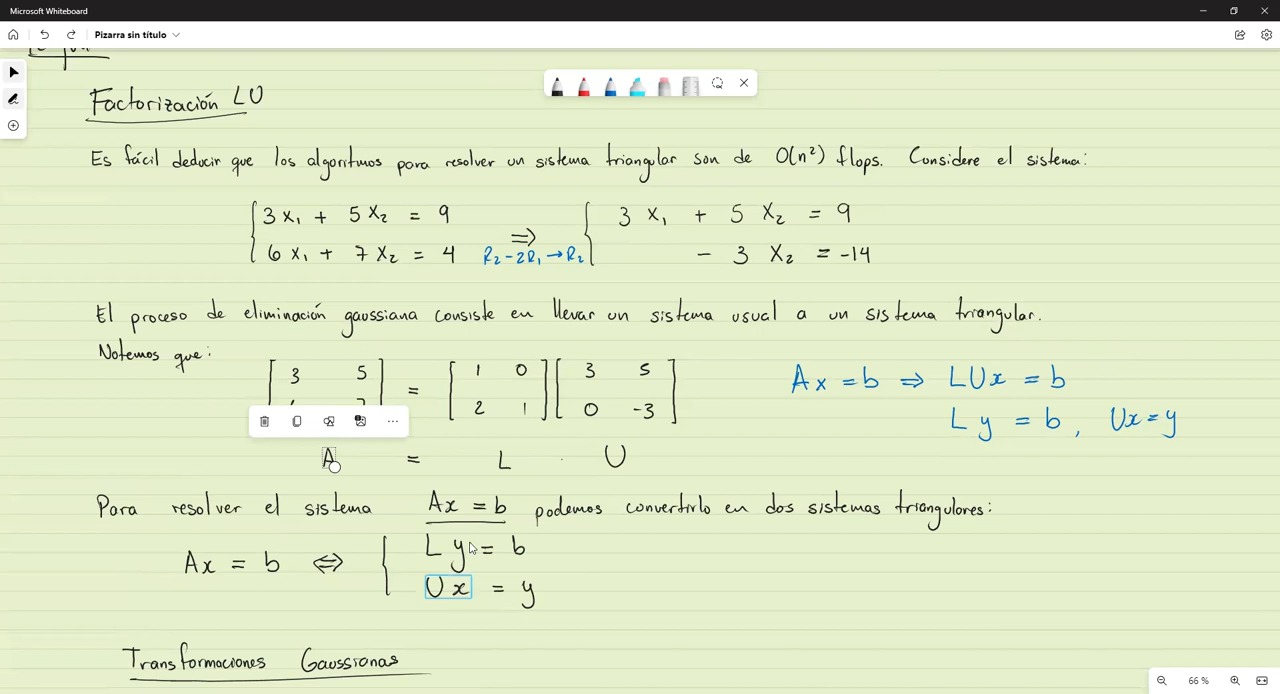 Microsoft Whiteboard
Pizarra sin título
Factorización LU
Es fácil deducir que los algoritmos para resolver un sistema triangular son de O(n²) flops. Considere el sistema:
3 x₁ + 5 x₂ = 9 ⇒ 3 x₁ + 5 x₂ = 9
6 x₁ + 7 x₂ = 4 R₂-2R₁→R₂ - 3 x₂ = -14
El proceso de eliminación gaussiana consiste en llevar un sistema usual a un sistema triangular.
Notemos que:
3 5 = 1 0 3 5 Ax = b ⇒ LUx = b
2 1 0 -3 Ly = b, Ux = y
A = L · U
Para resolver el sistema Ax = b podemos convertirlo en dos sistemas triangulares:
Ax = b ⇔ { Ly = b
Ux = y
Transformaciones Gaussianas
66 %